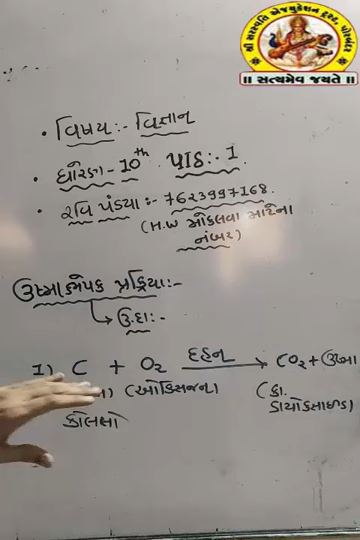 શ્રી સરસ્વતિ એજ્યુકેશન ટ્રસ્ટ, પોરબંદર
॥ સત્યમેવ જયતે ॥
• વિષય:- વિજ્ઞાન
• ધોરણ - 10th પાઠ:- 1.
• રવિ પંડયા :- 7623997168.
(H.W મોકલવા માટેના
નંબર)
ઉષ્માક્ષેપક પ્રક્રિયા:-
↳ ઉદા:-
1) C + O2 દહન → CO2 + ઉષ્મા
(ઓક્સિજન) (કા.
ડાયોક્સાઇડ)
કોલસો